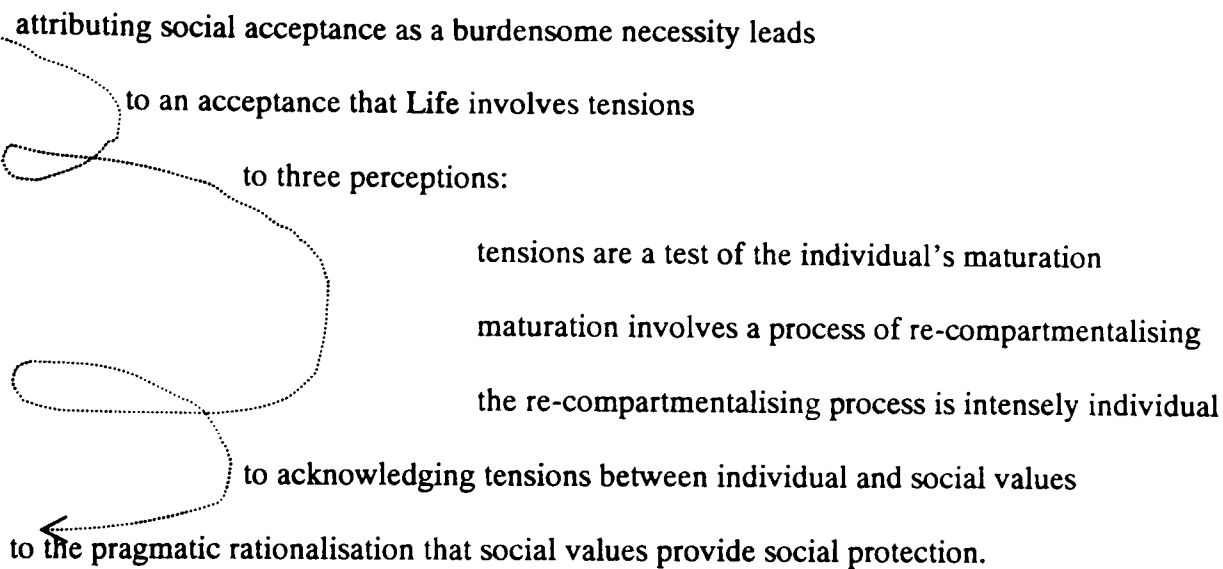 attributing social acceptance as a burdensome necessity leads
to an acceptance that Life involves tensions
to three perceptions:
tensions are a test of the individual's maturation
maturation involves a process of re-compartmentalising
the re-compartmentalising process is intensely individual
to acknowledging tensions between individual and social values
to the pragmatic rationalisation that social values provide social protection.